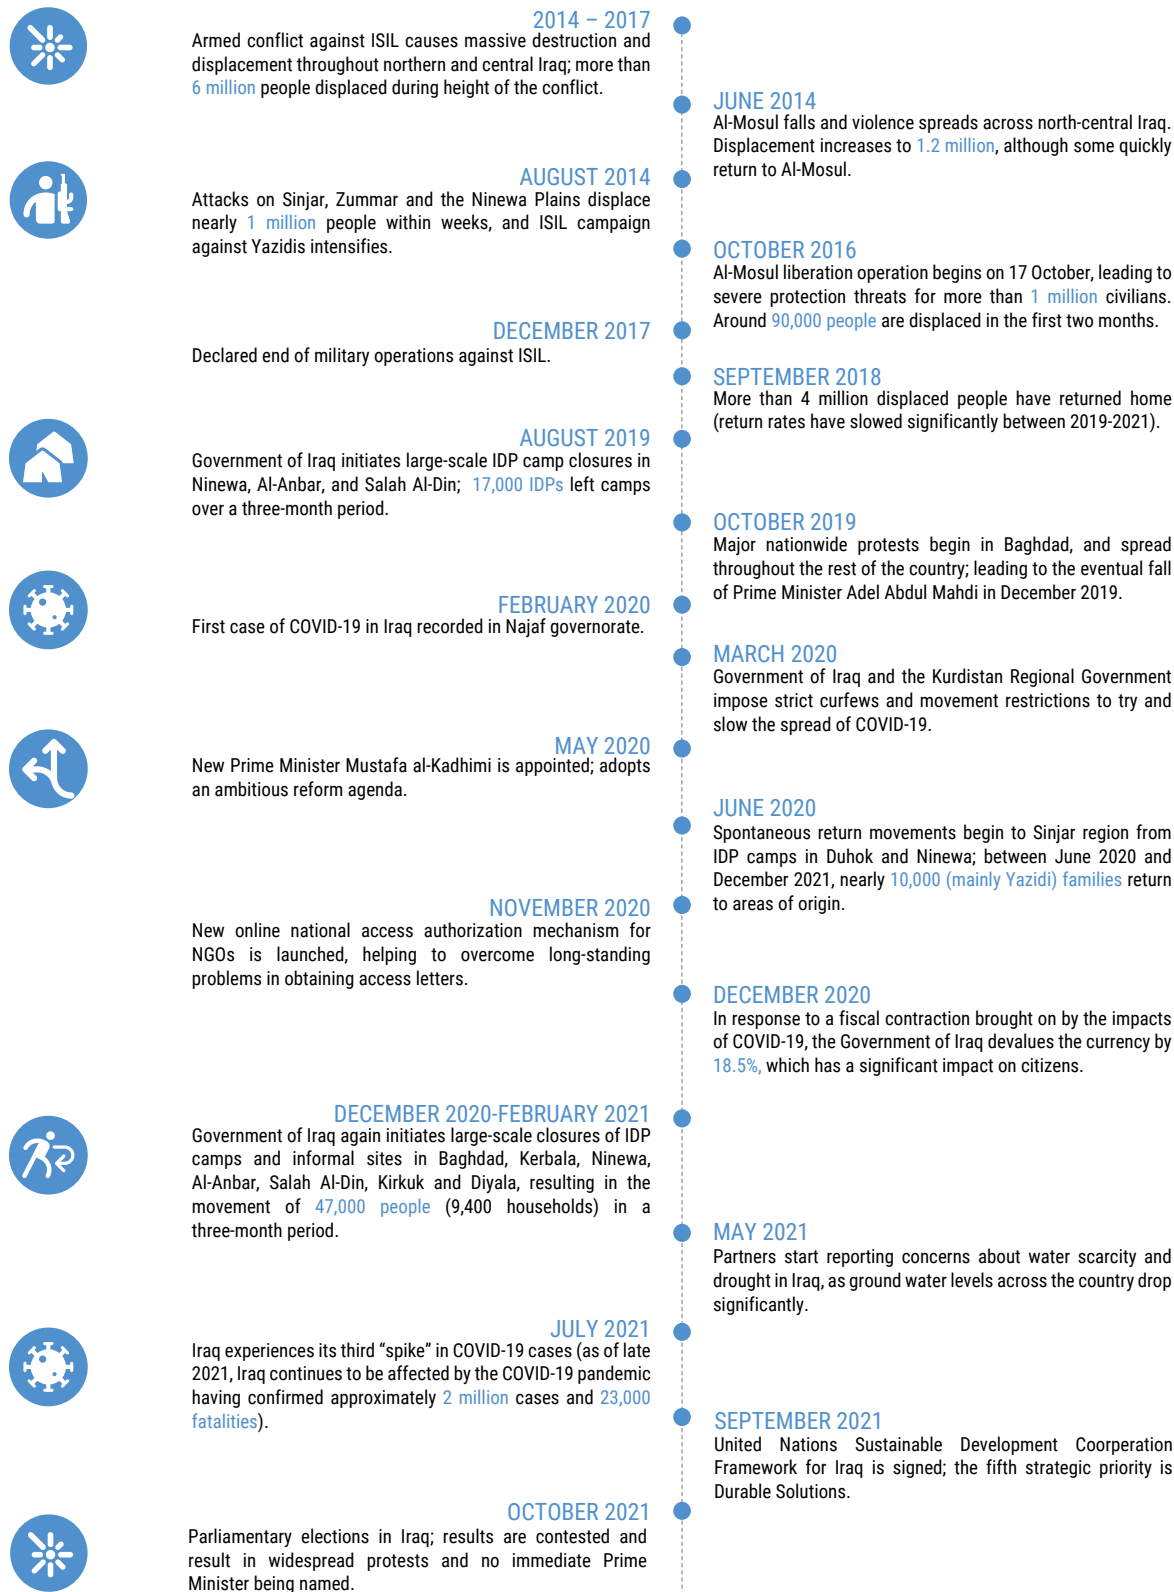 2014 – 2017
Armed conflict against ISIL causes massive destruction and
displacement throughout northern and central Iraq; more than
6 million people displaced during height of the conflict.
JUNE 2014
Al-Mosul falls and violence spreads across north-central Iraq.
Displacement increases to 1.2 million, although some quickly
return to Al-Mosul.
AUGUST 2014
Attacks on Sinjar, Zummar and the Ninewa Plains displace
nearly 1 million people within weeks, and ISIL campaign
against Yazidis intensifies.
OCTOBER 2016
Al-Mosul liberation operation begins on 17 October, leading to
severe protection threats for more than 1 million civilians.
Around 90,000 people are displaced in the first two months.
DECEMBER 2017
Declared end of military operations against ISIL.
SEPTEMBER 2018
More than 4 million displaced people have returned home
(return rates have slowed significantly between 2019-2021).
AUGUST 2019
Government of Iraq initiates large-scale IDP camp closures in
Ninewa, Al-Anbar, and Salah Al-Din; 17,000 IDPs left camps
over a three-month period.
OCTOBER 2019
Major nationwide protests begin in Baghdad, and spread
throughout the rest of the country; leading to the eventual fall
of Prime Minister Adel Abdul Mahdi in December 2019.
FEBRUARY 2020
First case of COVID-19 in Iraq recorded in Najaf governorate.
MARCH 2020
Government of Iraq and the Kurdistan Regional Government
impose strict curfews and movement restrictions to try and
slow the spread of COVID-19.
MAY 2020
New Prime Minister Mustafa al-Kadhimi is appointed; adopts
an ambitious reform agenda.
JUNE 2020
Spontaneous return movements begin to Sinjar region from
IDP camps in Duhok and Ninewa; between June 2020 and
December 2021, nearly 10,000 (mainly Yazidi) families return
to areas of origin.
NOVEMBER 2020
New online national access authorization mechanism for
NGOs is launched, helping to overcome long-standing
problems in obtaining access letters.
DECEMBER 2020
In response to a fiscal contraction brought on by the impacts
of COVID-19, the Government of Iraq devalues the currency by
18.5%, which has a significant impact on citizens.
DECEMBER 2020-FEBRUARY 2021
Government of Iraq again initiates large-scale closures of IDP
camps and informal sites in Baghdad, Kerbala, Ninewa,
Al-Anbar, Salah Al-Din, Kirkuk and Diyala, resulting in the
movement of 47,000 people (9,400 households) in a
three-month period.
MAY 2021
Partners start reporting concerns about water scarcity and
drought in Iraq, as ground water levels across the country drop
significantly.
JULY 2021
Iraq experiences its third “spike” in COVID-19 cases (as of late
2021, Iraq continues to be affected by the COVID-19 pandemic
having confirmed approximately 2 million cases and 23,000
fatalities).
SEPTEMBER 2021
United Nations Sustainable Development Coorperation
Framework for Iraq is signed; the fifth strategic priority is
Durable Solutions.
OCTOBER 2021
Parliamentary elections in Iraq; results are contested and
result in widespread protests and no immediate Prime
Minister being named.